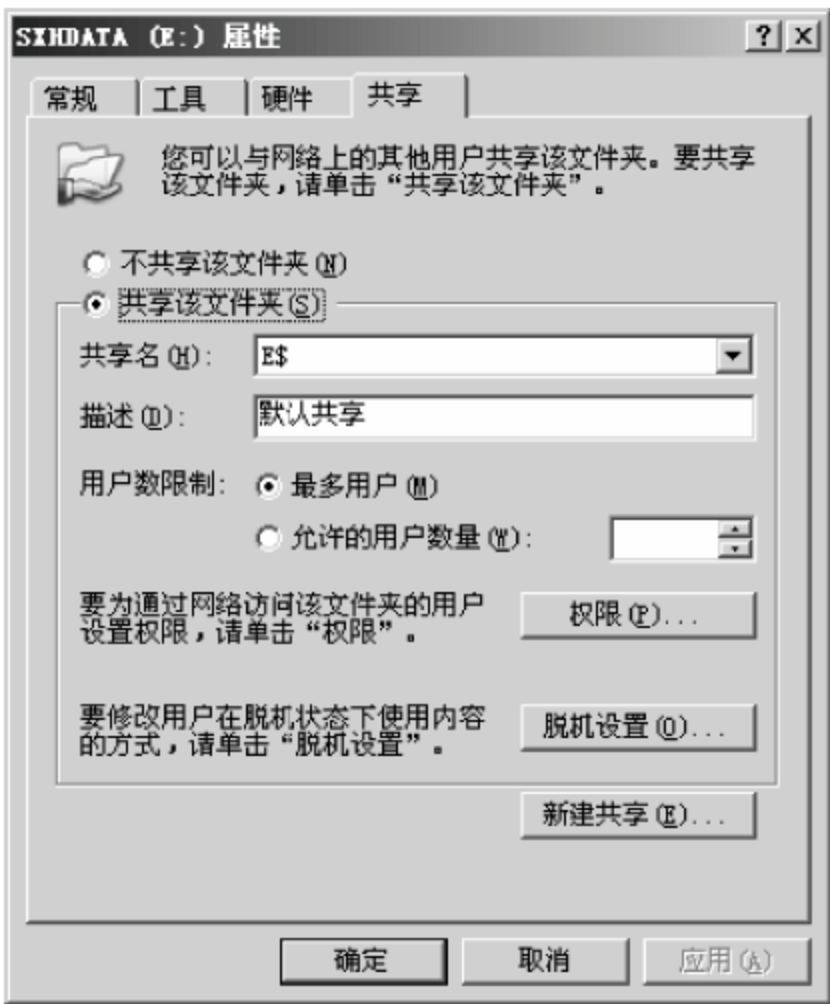 SXHDATA (E:) 属性
常规 工具 硬件 共享
您可以与网络上的其他用户共享该文件夹。要共享
该文件夹，请单击“共享该文件夹”。
不共享该文件夹(N)
共享该文件夹(S)
共享名(H): E$
描述(D): 默认共享
用户数限制: 最多用户(M)
允许的用户数量(W):
要为通过网络访问该文件夹的用户
设置权限，请单击“权限”。
权限(P)...
要修改用户在脱机状态下使用内容
的方式，请单击“脱机设置”。
脱机设置(O)...
新建共享(E)...
确定 取消 应用(A)